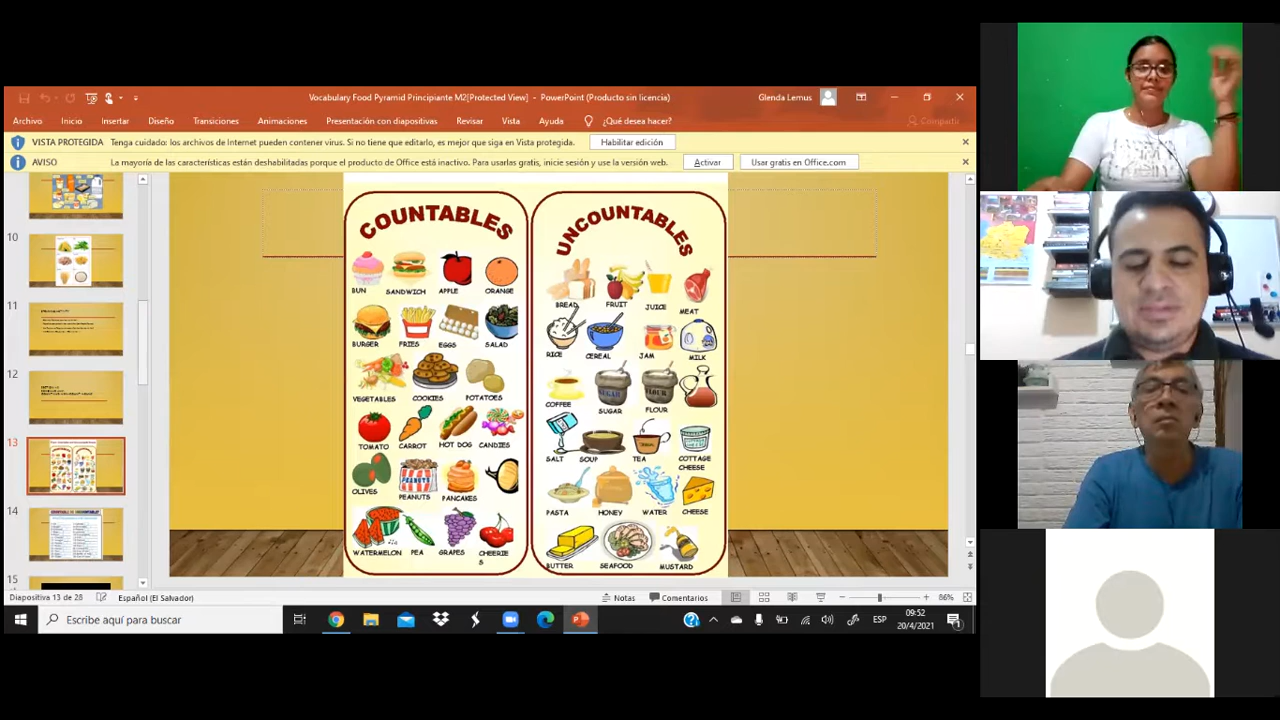 Vocabulary Food Pyramid Principiante M2[Protected View] - PowerPoint (Producto sin licencia)
Glenda Lemus
Archivo Inicio Insertar Diseño Transiciones Animaciones Presentación con diapositivas Revisar Vista Ayuda ¿Qué desea hacer? Compartir
VISTA PROTEGIDA Tenga cuidado: los archivos de Internet pueden contener virus. Si no tiene que editarlo, es mejor que siga en Vista protegida. Habilitar edición
AVISO La mayoría de las características están deshabilitadas porque el producto de Office está inactivo. Para usarlas gratis, inicie sesión y use la versión web. Activar Usar gratis en Office.com
10
11
12
13
14
15
COUNTABLES
BUN SANDWICH APPLE ORANGE
BURGER FRIES EGGS SALAD
VEGETABLES COOKIES POTATOES
TOMATO CARROT HOT DOG CANDIES
OLIVES PEANUTS PANCAKES
PEANUTS
WATERMELON PEA GRAPES CHEERIE
S
UNCOUNTABLES
BREAD FRUIT JUICE MEAT
RICE CEREAL JAM MILK
COFFEE SUGAR FLOUR
SUGAR FLOUR
SALT SOUP TEA COTTAGE
CHEESE
PASTA HONEY WATER CHEESE
BUTTER SEAFOOD MUSTARD
Diapositiva 13 de 28 Español (El Salvador) Notas Comentarios 86%
Escribe aquí para buscar
ESP
09:52
20/4/2021
1